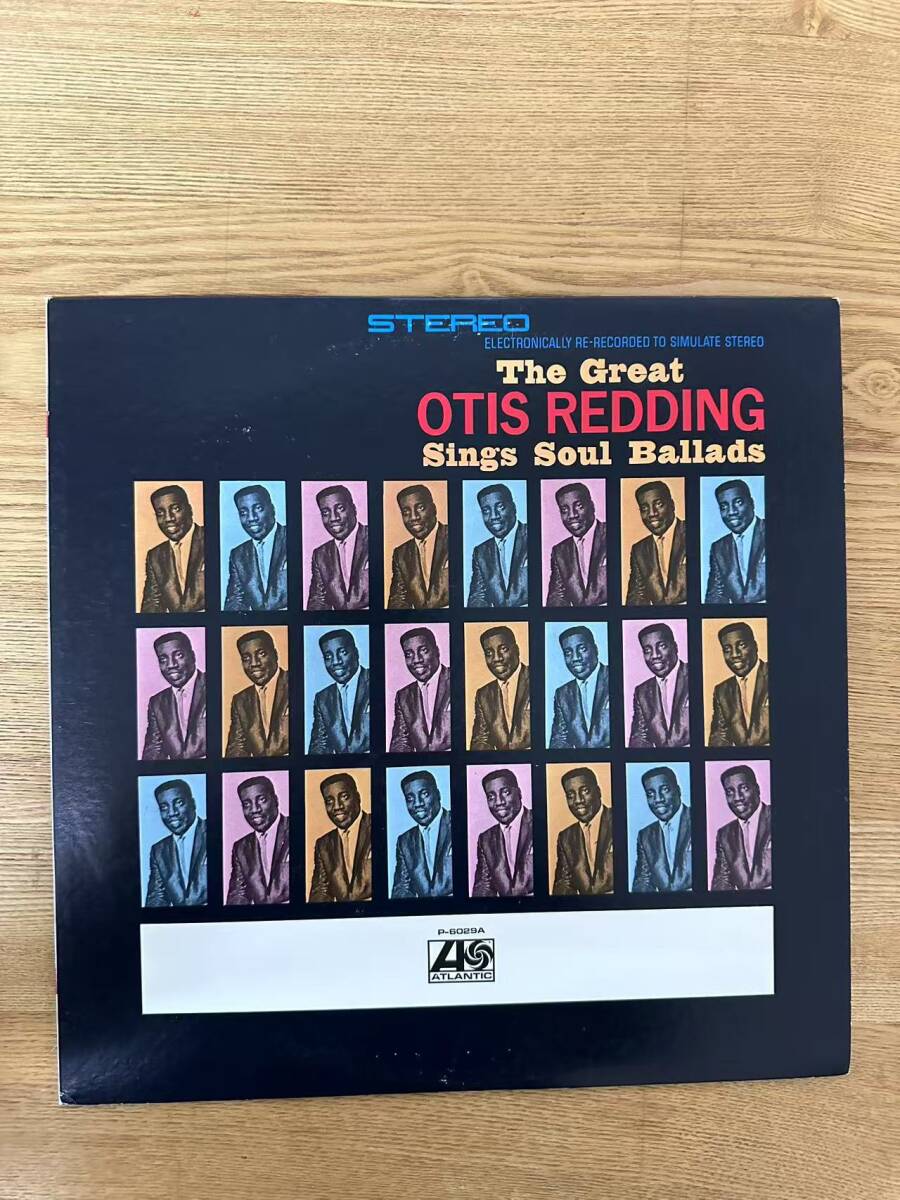 STEREO
ELECTRONICALLY RE-RECORDED TO SIMULATE STEREO
The Great
OTIS REDDING
Sings Soul Ballads
P-6029A
ATLANTIC